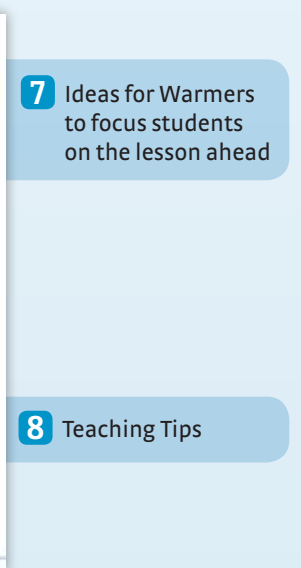 7 Ideas for Warmers
to focus students
on the lesson ahead
8 Teaching Tips